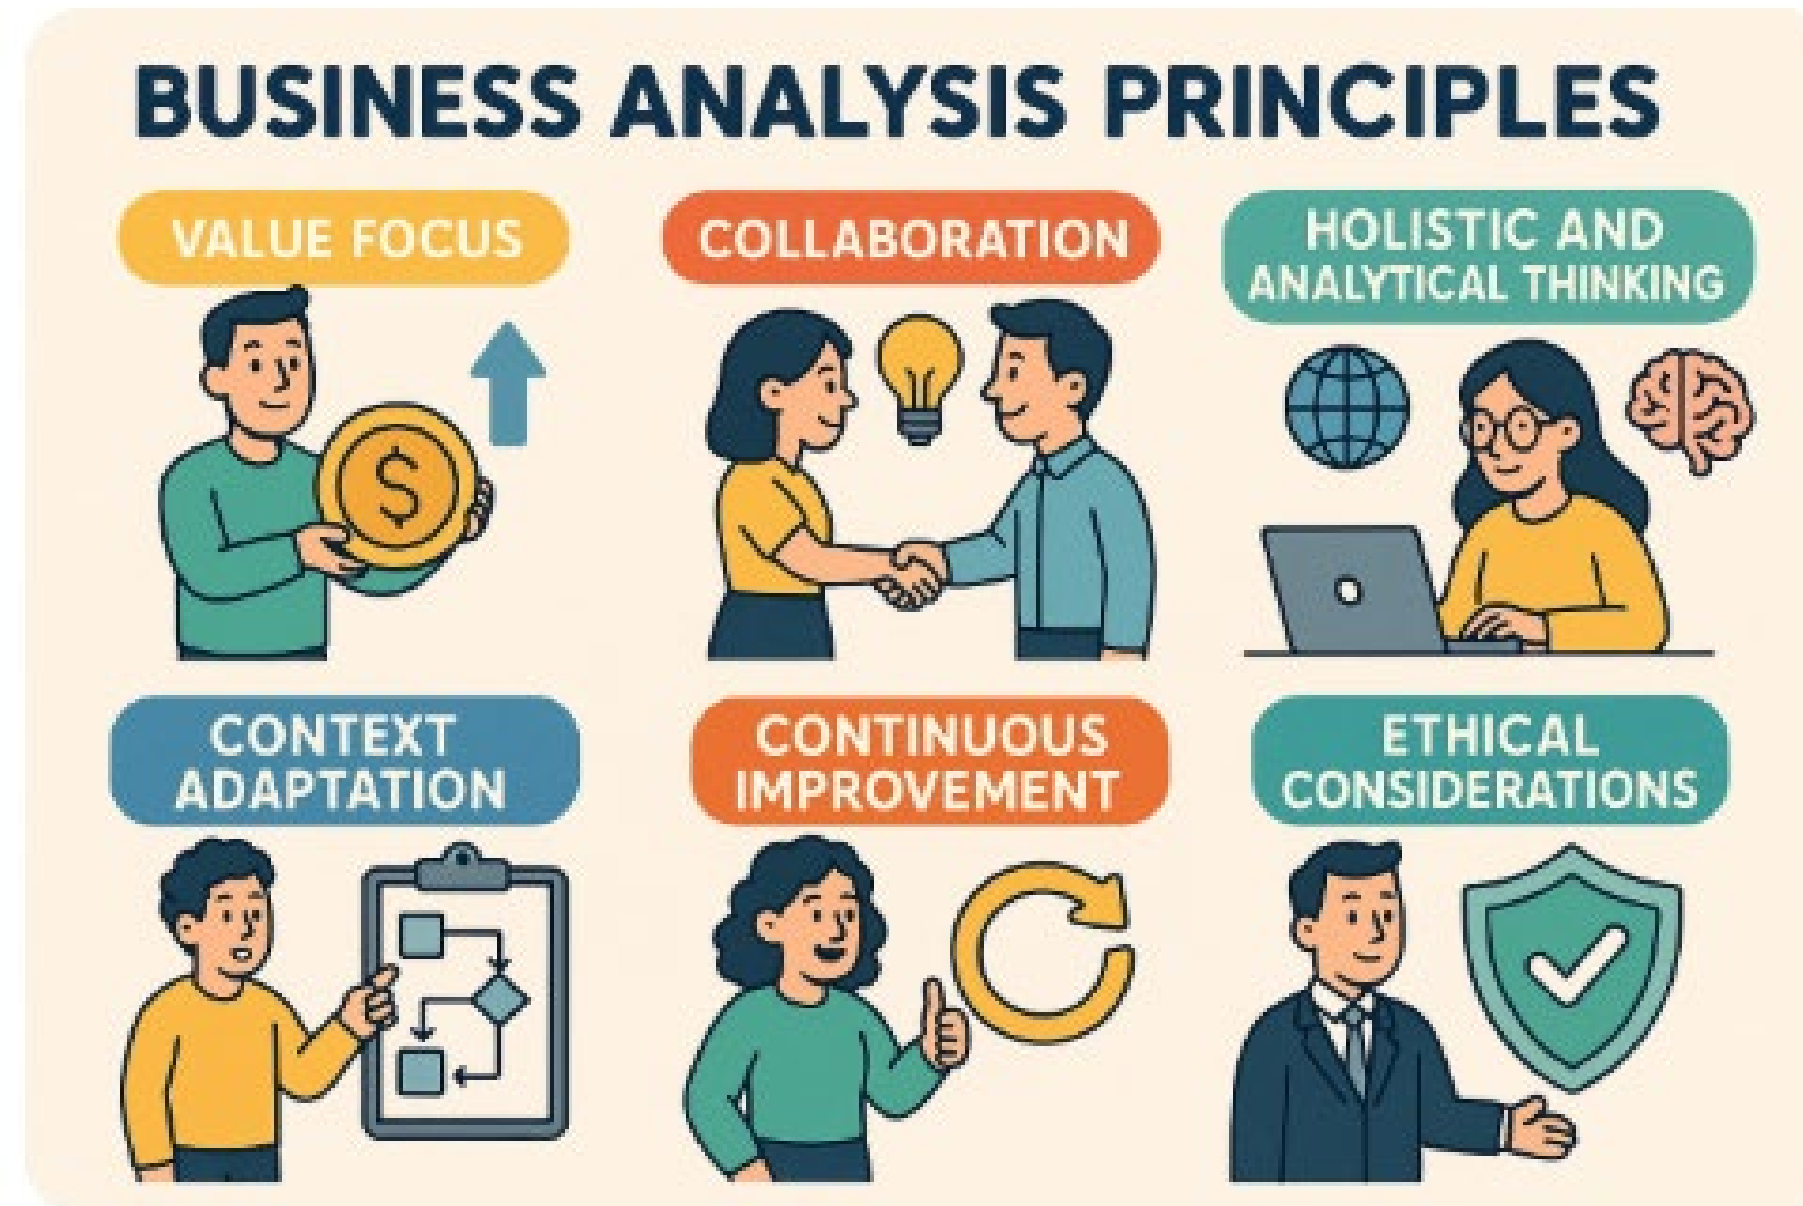 BUSINESS ANALYSIS PRINCIPLES
VALUE FOCUS
COLLABORATION
HOLISTIC AND
ANALYTICAL THINKING
$
CONTEXT
ADAPTATION
CONTINUOUS
IMPROVEMENT
ETHICAL
CONSIDERATIONS